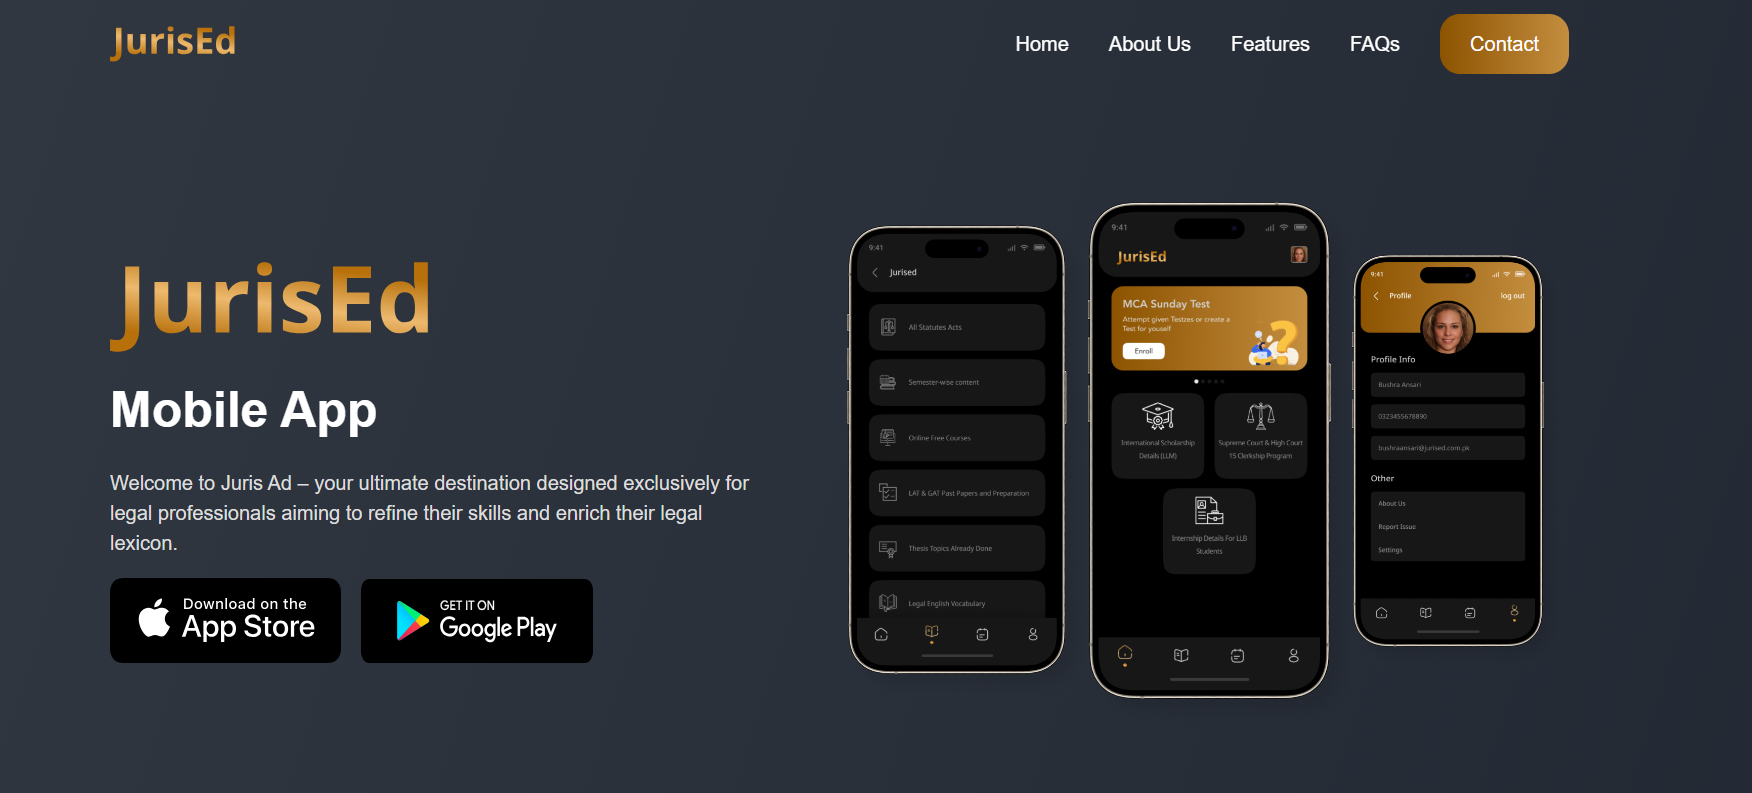 JurisEd
Home
About Us
Features
FAQs
Contact
JurisEd
Mobile App
Welcome to Juris Ad – your ultimate destination designed exclusively for
legal professionals aiming to refine their skills and enrich their legal
lexicon.
Download on the
App Store
GET IT ON
Google Play
9:41
Jurised
All Statutes Acts
Semester-wise content
Online Free Courses
LAT & GAT Past Papers and Preparation
Thesis Topics Already Done
Legal English Vocabulary
9:41
JurisEd
MCA Sunday Test
Attempt given Testzes or create a
Test for youself
Enroll
International Scholarship
Details (LLM)
Supreme Court & High Court
15 Clerkship Program
Internship Details For LLB
Students
9:41
Profile
log out
Profile Info
Bushra Ansari
0323455678890
bushraansari@jurised.com.pk
Other
About Us
Report Issue
Settings